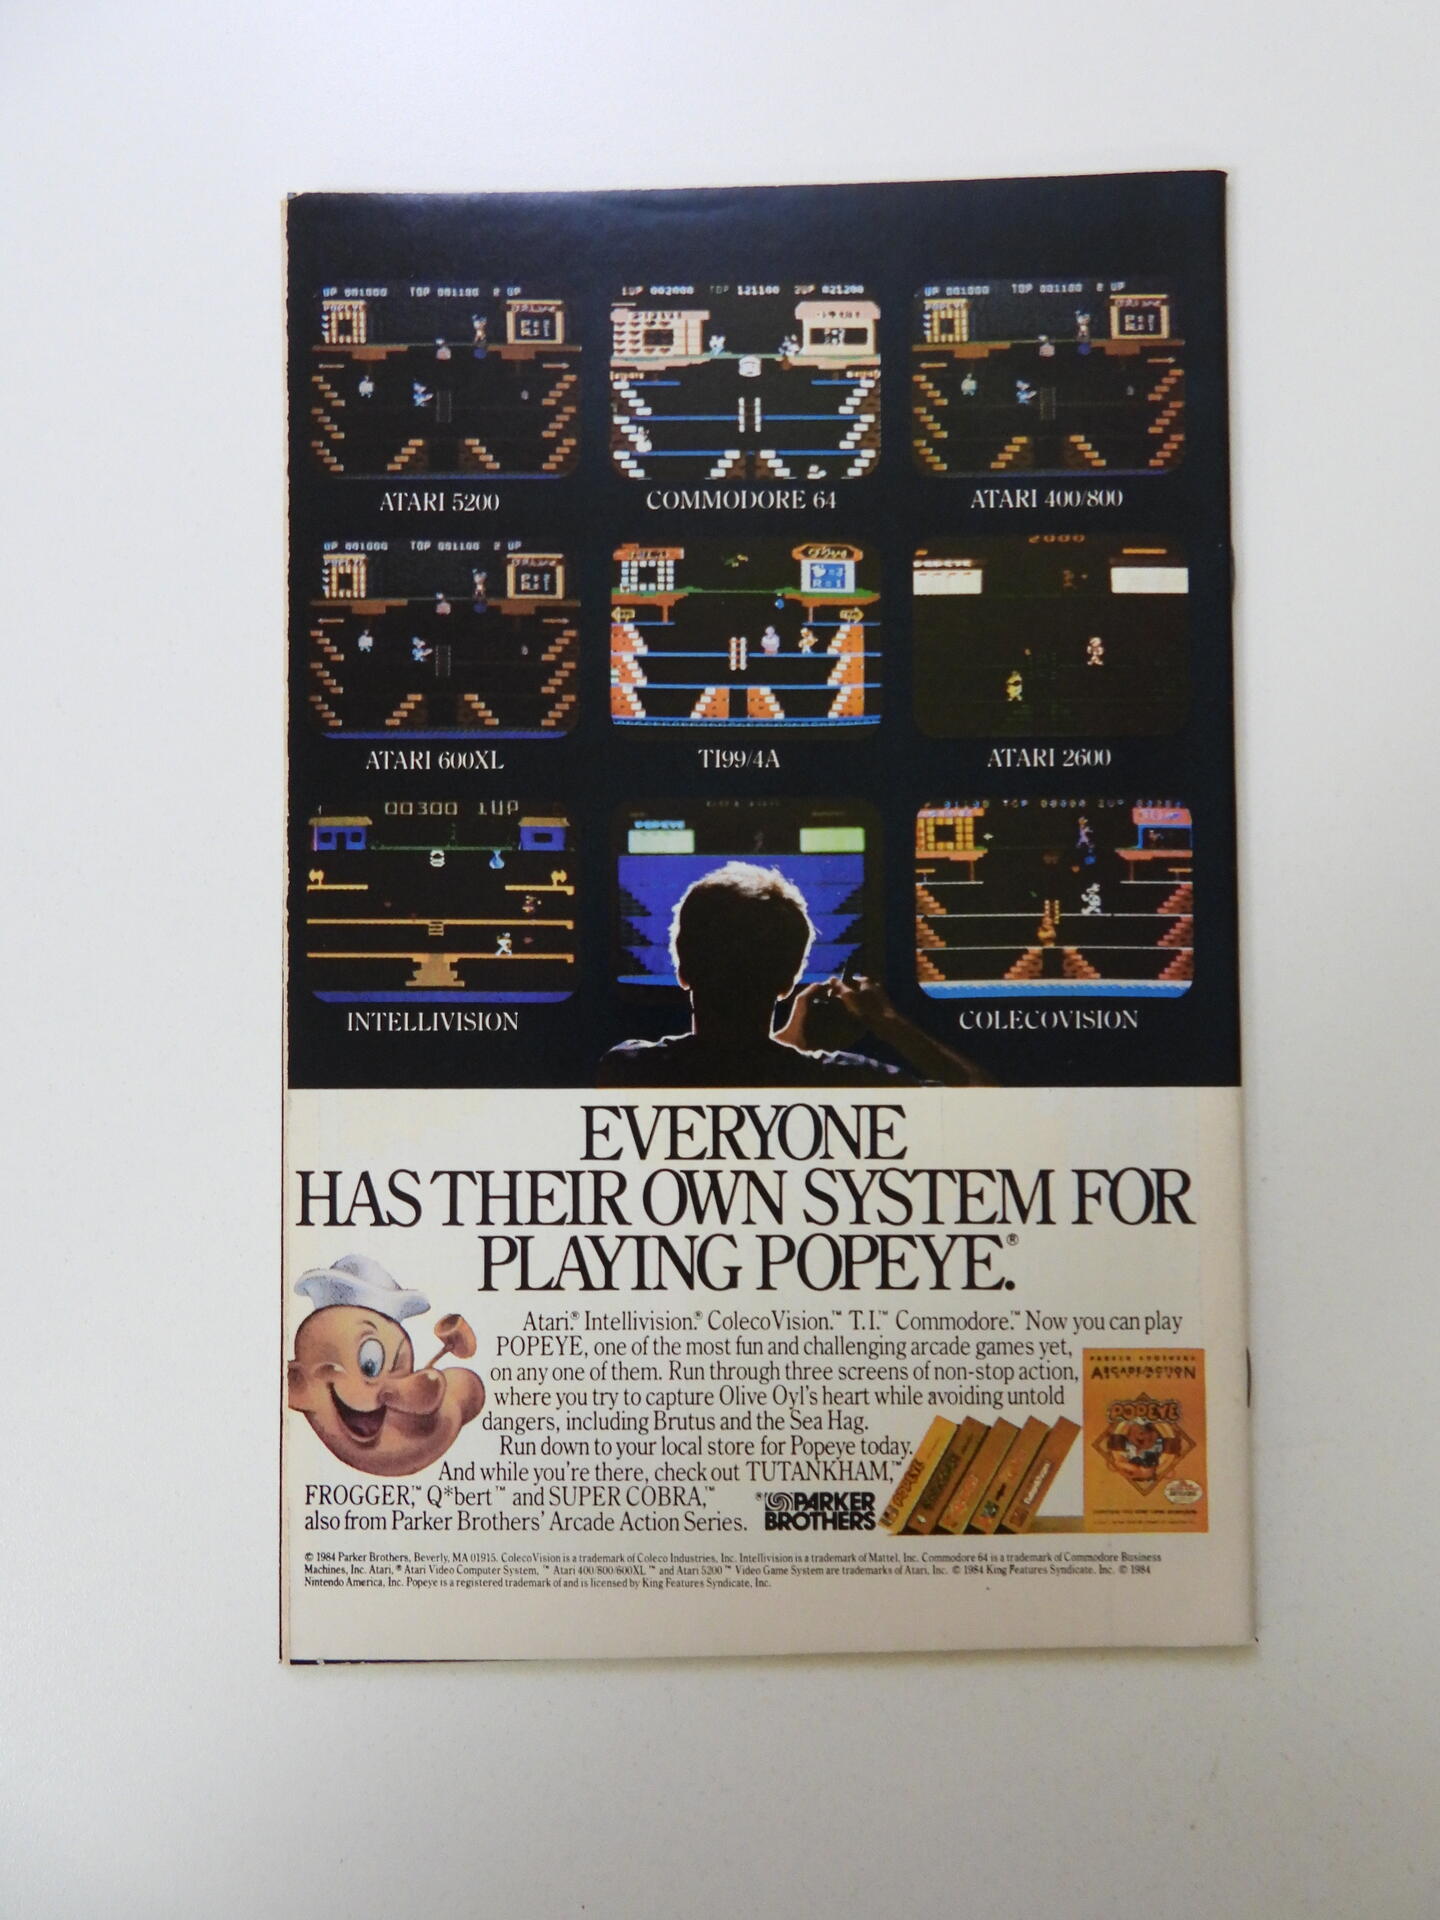 UP 001000 TOP 001100 2 UP
1UP 002000 TOP 121100 2UP 021200
UP 001000 TOP 001100 2 UP
ATARI 5200
COMMODORE 64
ATARI 400/800
UP 001000 TOP 001100 2 UP
2000
POPEYE
ATARI 600XL
TI99/4A
ATARI 2600
00300 1UP
POPEYE
INTELLIVISION
COLECOVISION
EVERYONE
HAS THEIR OWN SYSTEM FOR
PLAYING POPEYE.®
Atari.® Intellivision.® ColecoVision.™ T.I.™ Commodore.™ Now you can play
POPEYE, one of the most fun and challenging arcade games yet,
on any one of them. Run through three screens of non-stop action,
where you try to capture Olive Oyl's heart while avoiding untold
dangers, including Brutus and the Sea Hag.
Run down to your local store for Popeye today.
And while you're there, check out TUTANKHAM,™
FROGGER,™ Q*bert™ and SUPER COBRA,™
also from Parker Brothers' Arcade Action Series.
® PARKER
BROTHERS
POPEYE
PARKER BROTHERS
ARCADE/ACTION
POPEYE
© 1984 Parker Brothers, Beverly, MA 01915. ColecoVision is a trademark of Coleco Industries, Inc. Intellivision is a trademark of Mattel, Inc. Commodore 64 is a trademark of Commodore Business
Machines, Inc. Atari,® Atari Video Computer System,™ Atari 400/800/600XL™ and Atari 5200™ Video Game System are trademarks of Atari, Inc. © 1984 King Features Syndicate, Inc. © 1984
Nintendo America, Inc. Popeye is a registered trademark of and is licensed by King Features Syndicate, Inc.